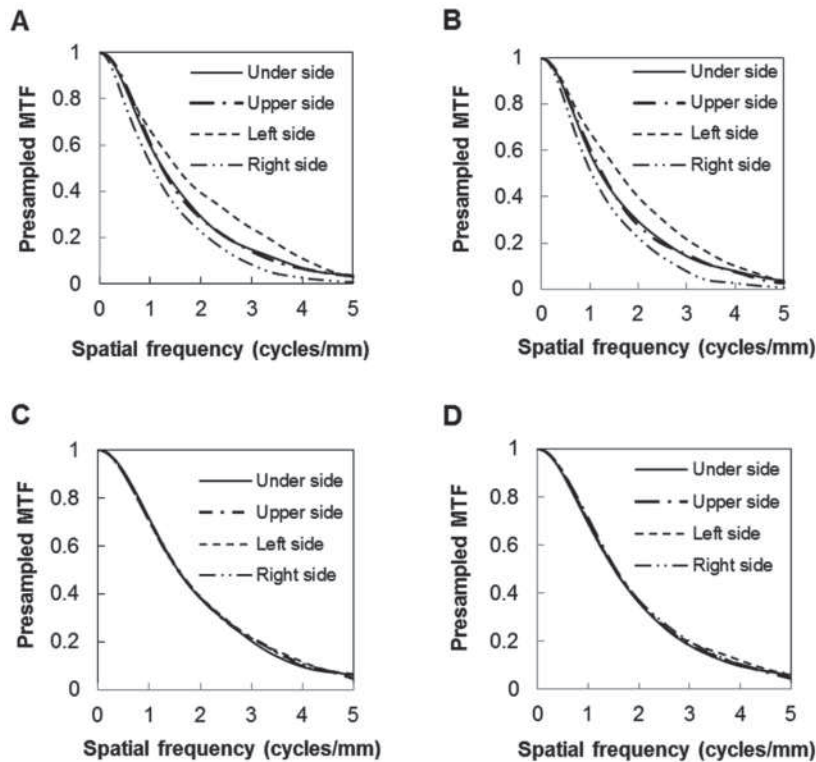 A
Presampled MTF
1
0.8
0.6
0.4
0.2
0
Under side
Upper side
Left side
Right side
0 1 2 3 4 5
Spatial frequency (cycles/mm)
B
Presampled MTF
1
0.8
0.6
0.4
0.2
0
Under side
Upper side
Left side
Right side
0 1 2 3 4 5
Spatial frequency (cycles/mm)
C
Presampled MTF
1
0.8
0.6
0.4
0.2
0
Under side
Upper side
Left side
Right side
0 1 2 3 4 5
Spatial frequency (cycles/mm)
D
Presampled MTF
1
0.8
0.6
0.4
0.2
0
Under side
Upper side
Left side
Right side
0 1 2 3 4 5
Spatial frequency (cycles/mm)